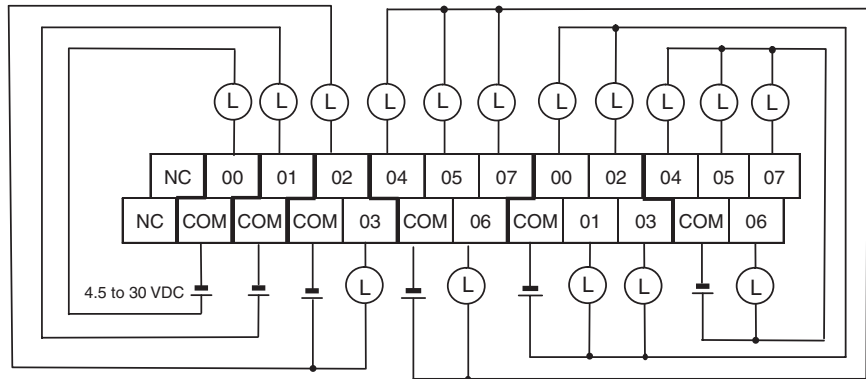 L L L L L L L L L L L
NC 00 01 02 04 05 07 00 02 04 05 07
NC COM COM COM 03 COM 06 COM 01 03 COM 06
4.5 to 30 VDC
L L L L L